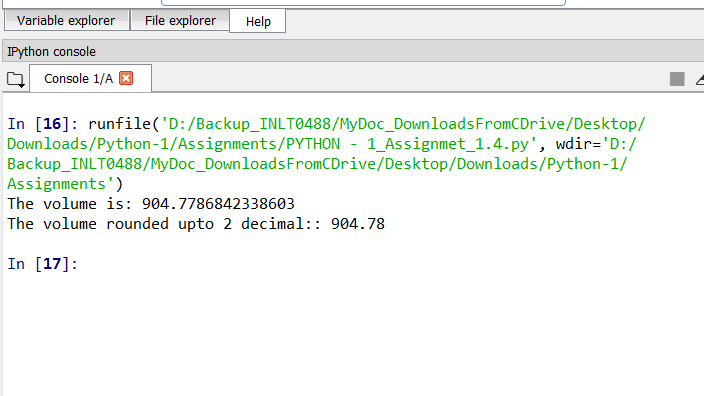 Variable explorer File explorer Help
IPython console
Console 1/A
In [16]: runfile('D:/Backup_INLT0488/MyDoc_DownloadsFromCDrive/Desktop/
Downloads/Python-1/Assignments/PYTHON - 1_Assignmet_1.4.py', wdir='D:/
Backup_INLT0488/MyDoc_DownloadsFromCDrive/Desktop/Downloads/Python-1/
Assignments')
The volume is: 904.7786842338603
The volume rounded upto 2 decimal:: 904.78
In [17]: